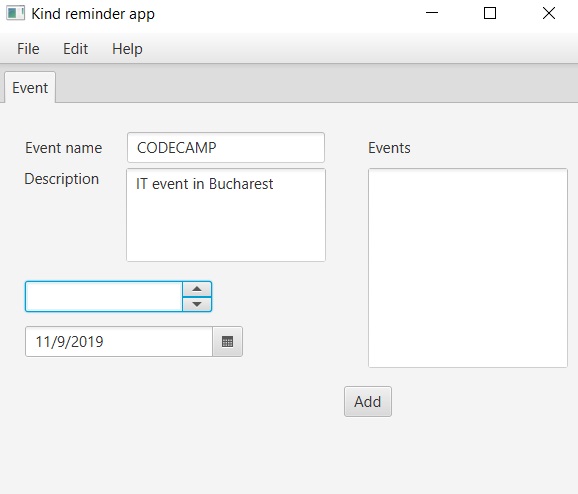 Kind reminder app
File Edit Help
Event
Event name CODECAMP
Description IT event in Bucharest
11/9/2019
Events
Add